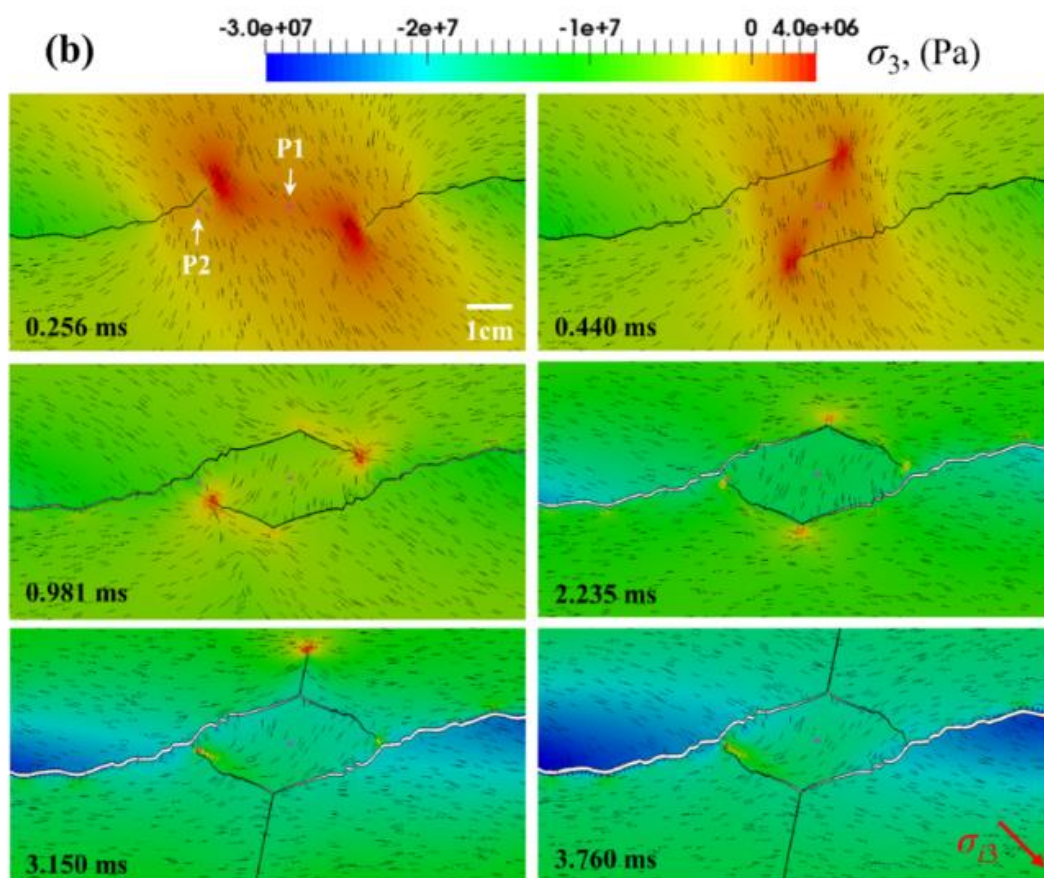 (b)
-3.0e+07 -2e+7 -1e+7 0 4.0e+06
σ3, (Pa)
P1
P2
0.256 ms
1cm
0.440 ms
0.981 ms
2.235 ms
3.150 ms
3.760 ms
σi3